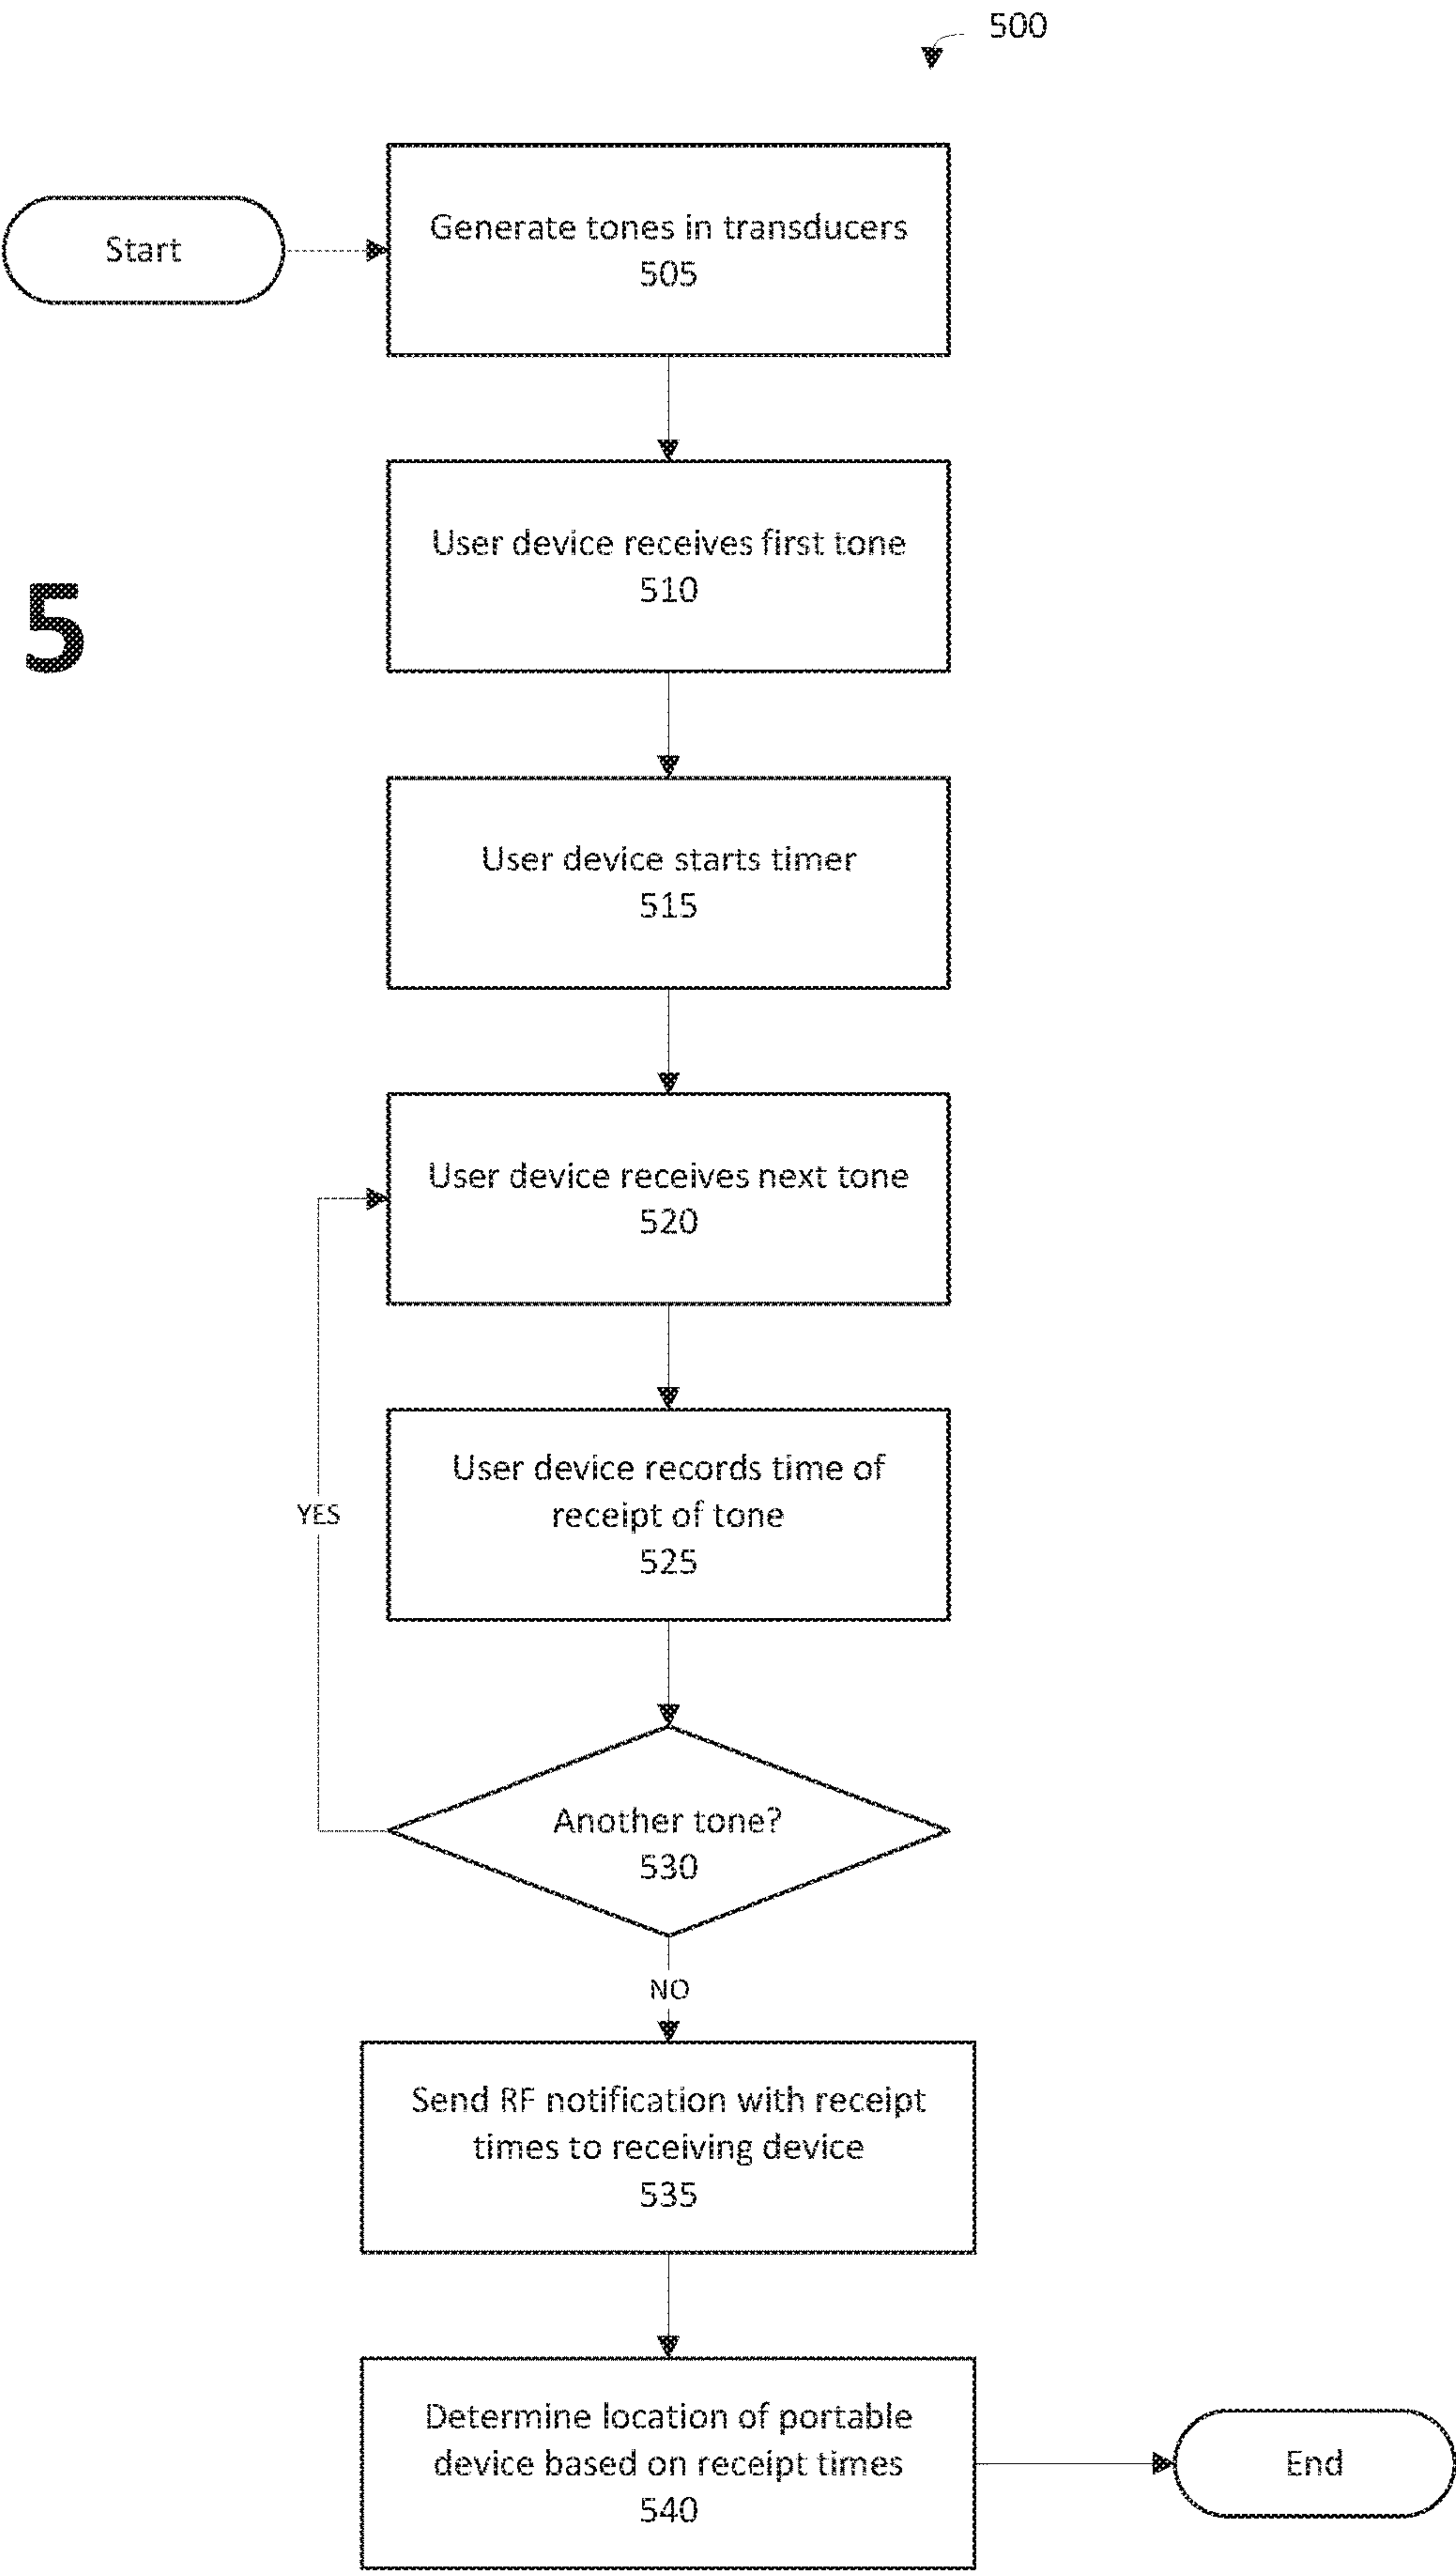 500
Start
Generate tones in transducers
505
User device receives first tone
510
5
User device starts timer
515
User device receives next tone
520
User device records time of
receipt of tone
525
YES
Another tone?
530
NO
Send RF notification with receipt
times to receiving device
535
Determine location of portable
device based on receipt times
540
End